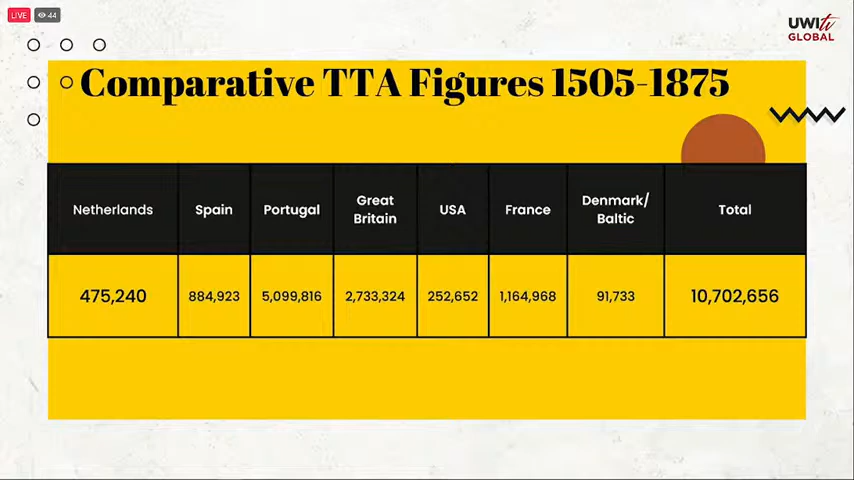 LIVE 44
UWItv
GLOBAL
Comparative TTA Figures 1505-1875
Netherlands Spain Portugal Great Britain USA France Denmark/ Baltic Total
475,240 884,923 5,099,816 2,733,324 252,652 1,164,968 91,733 10,702,656